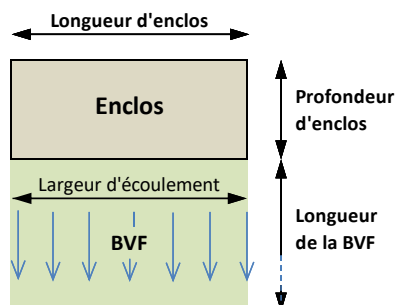 Longueur d'enclos
Enclos
Profondeur
d'enclos
Largeur d'écoulement
BVF
Longueur
de la BVF